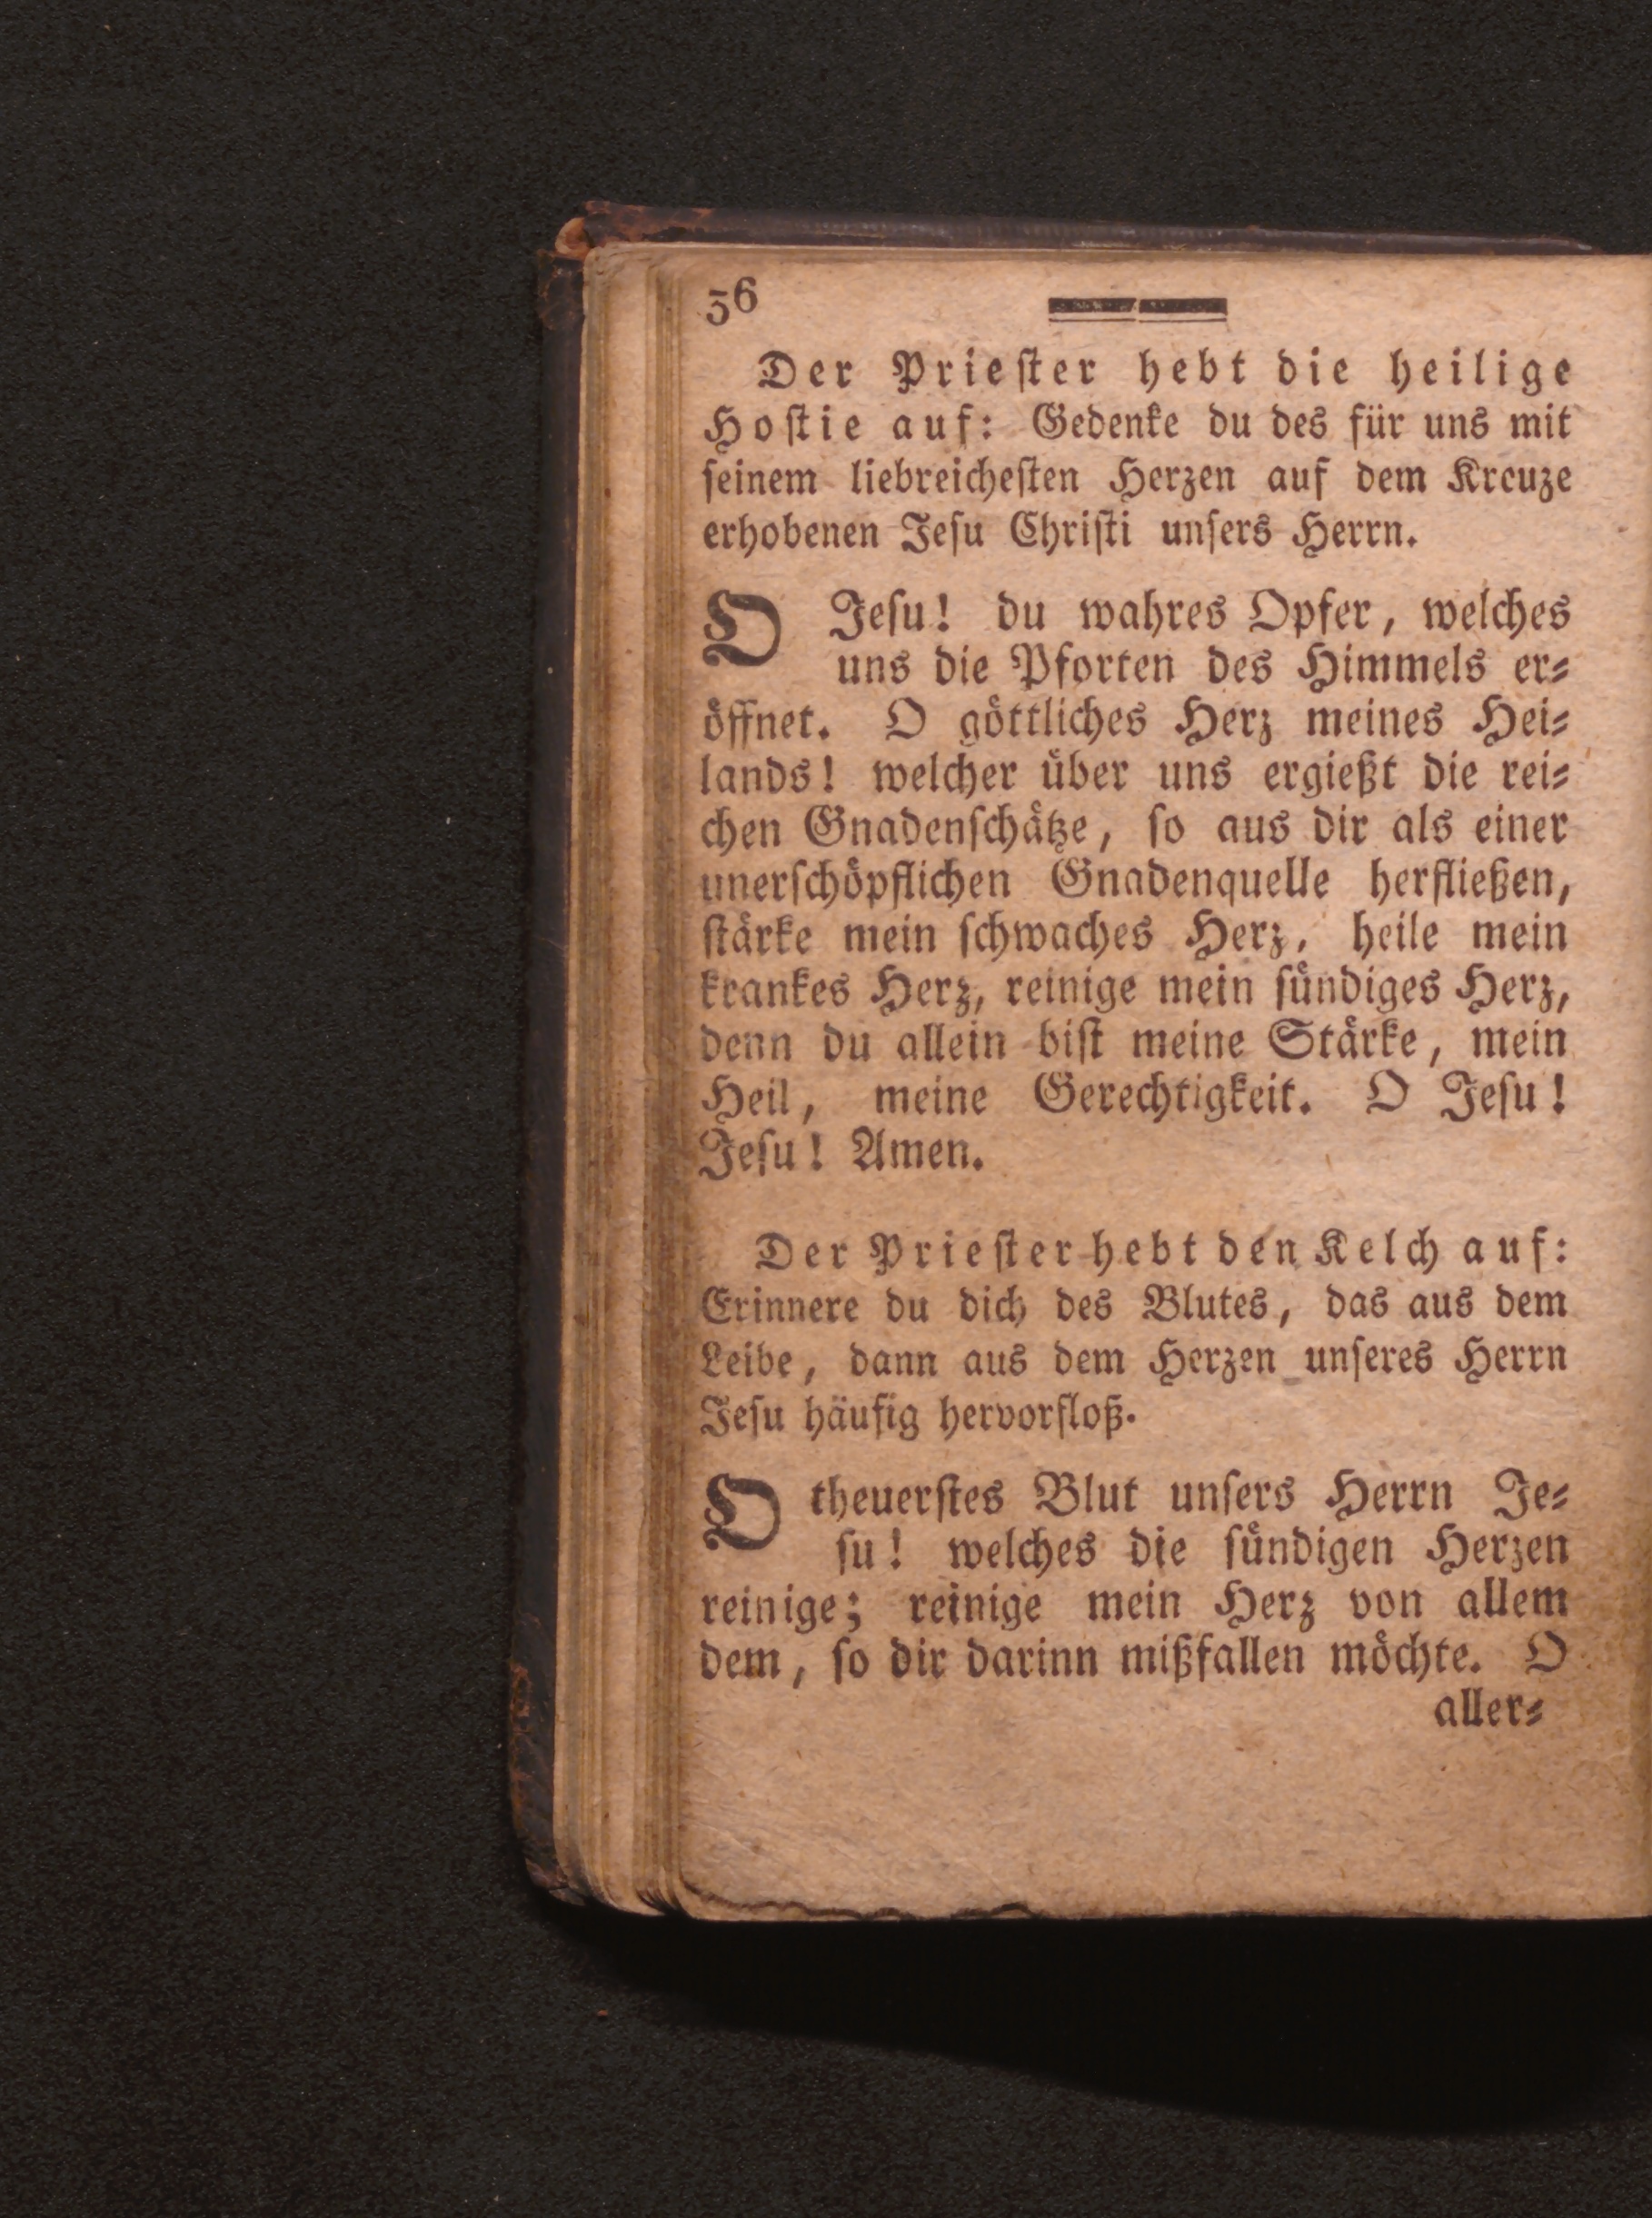 56
Der Prieſter hebt die heilige
Hoſtie auf: Gedenke du des für uns mit
ſeinem liebreicheſten Herzen auf dem Kreuze
erhobenen Jeſu Chriſti unſers Herrn.
O Jeſu! du wahres Opfer, welches
uns die Pforten des Himmels er⸗
öffnet. O göttliches Herz meines Hei⸗
lands! welcher über uns ergießt die rei⸗
chen Gnadenſchätze, ſo aus dir als einer
unerſchöpflichen Gnadenquelle herfließen,
ſtärke mein ſchwaches Herz, heile mein
krankes Herz, reinige mein ſündiges Herz,
denn du allein biſt meine Stärke, mein
Heil, meine Gerechtigkeit. O Jeſu!
Jeſu! Amen.
Der Prieſter hebt den Kelch auf:
Erinnere du dich des Blutes, das aus dem
Leibe, dann aus dem Herzen unſeres Herrn
Jeſu häufig hervorfloß.
O theuerſtes Blut unſers Herrn Je⸗
ſu! welches die ſündigen Herzen
reinige; reinige mein Herz von allem
dem, ſo dir darinn mißfallen möchte. O
aller⸗